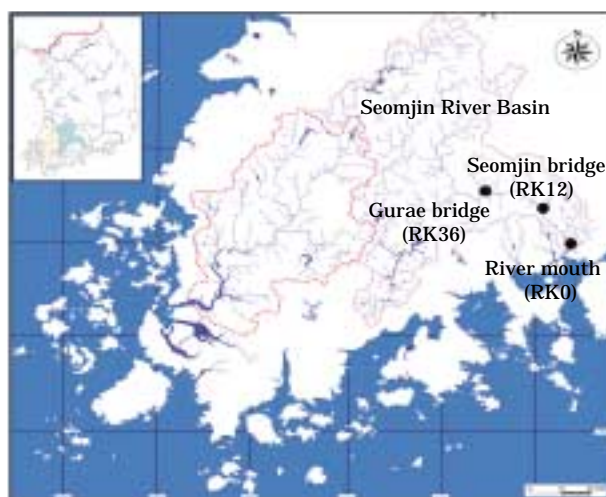 Seomjin River Basin
Seomjin bridge
(RK12)
Gurae bridge
(RK36)
River mouth
(RK0)